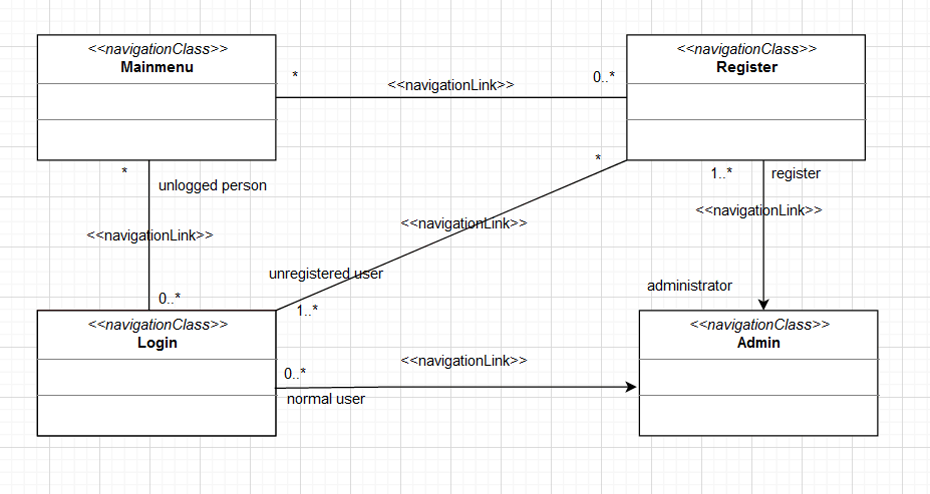 <<navigationClass>>
Mainmenu
<<navigationClass>>
Register
*
<<navigationLink>>
0..*
*
unlogged person
<<navigationLink>>
0..*
*
<<navigationLink>>
unregistered user
1..*
1..*
register
<<navigationLink>>
administrator
<<navigationClass>>
Login
<<navigationClass>>
Admin
0..*
<<navigationLink>>
normal user